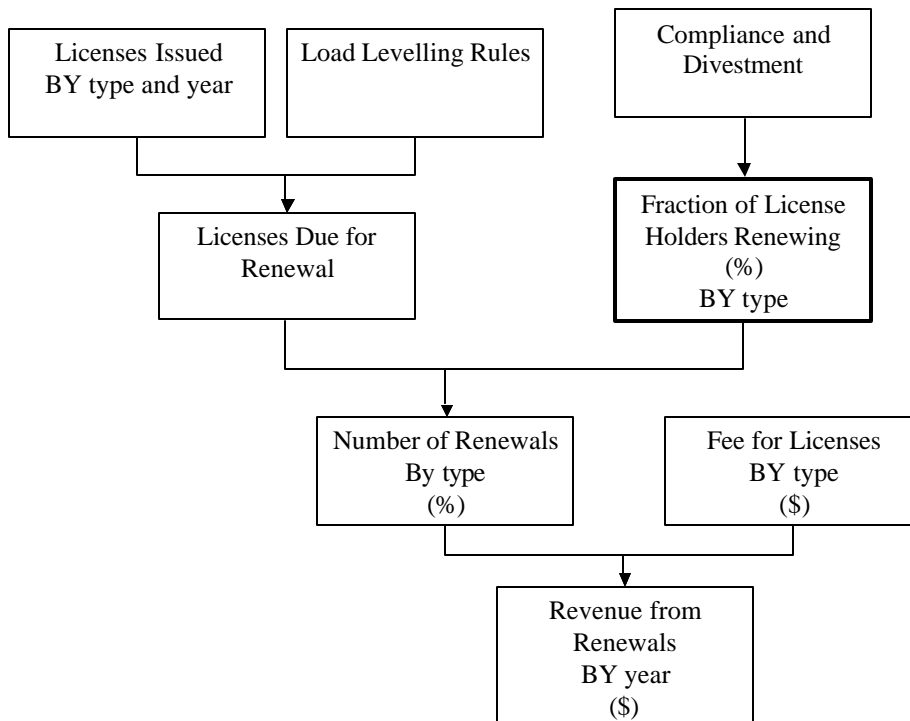 Licenses Issued
BY type and year
Load Levelling Rules
Compliance and
Divestment
Licenses Due for
Renewal
Fraction of License
Holders Renewing
(%)
BY type
Number of Renewals
By type
(%)
Fee for Licenses
BY type
($)
Revenue from
Renewals
BY year
($)